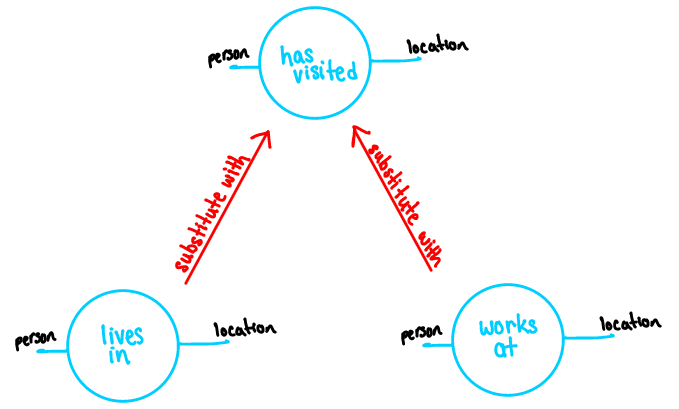 person
has
visited
location
substitute with
substitute with
person
lives
in
location
person
works
at
location